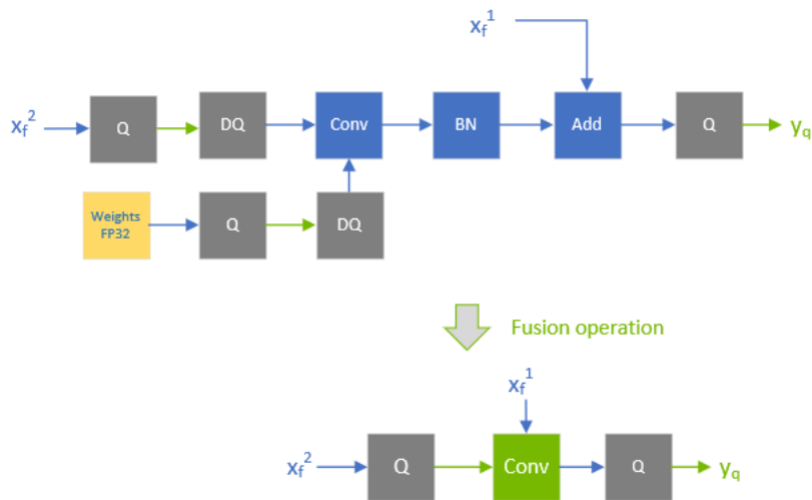 x_f^1
x_f^2
Q
DQ
Conv
BN
Add
Q
y_q
Weights
FP32
Q
DQ
Fusion operation
x_f^1
x_f^2
Q
Conv
Q
y_q